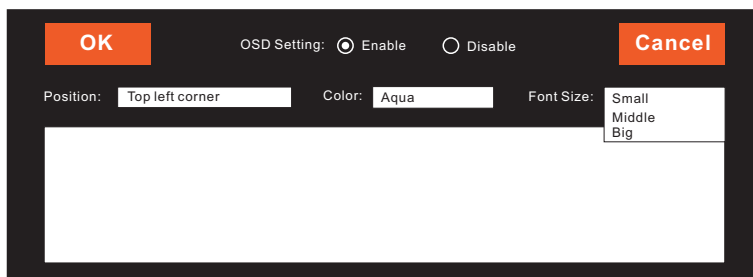 OK OSD Setting: Enable Disable Cancel
Position: Top left corner Color: Aqua Font Size: Small
Middle
Big